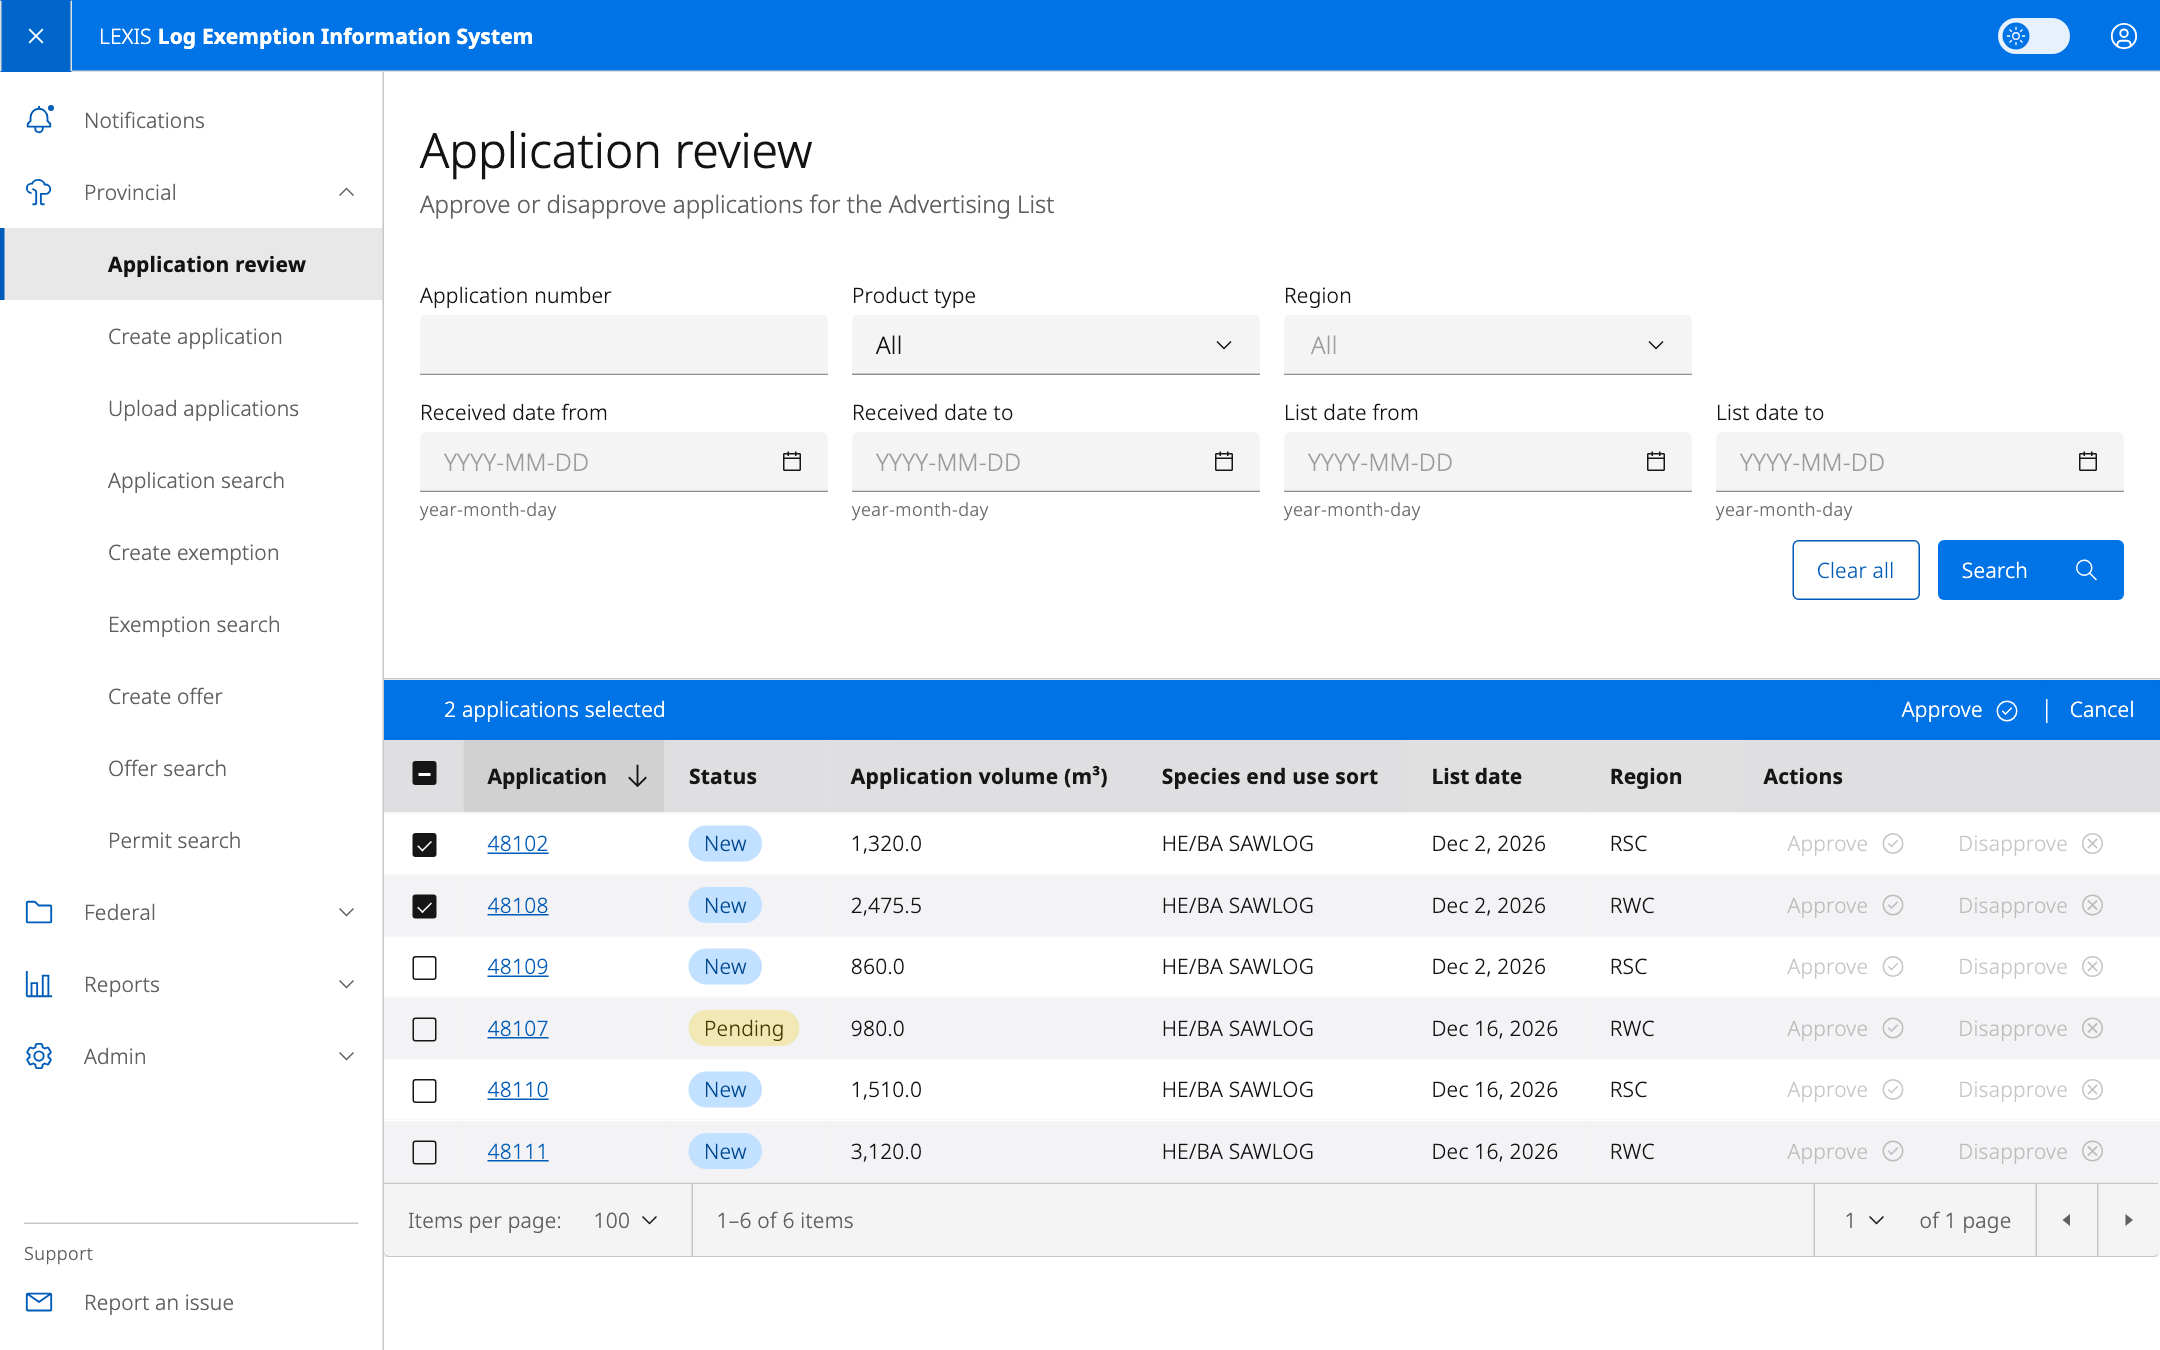 LEXIS Log Exemption Information System
Notifications
Provincial
Application review
Create application
Upload applications
Application search
Create exemption
Exemption search
Create offer
Offer search
Permit search
Federal
Reports
Admin
Support
Report an issue
Application review
Approve or disapprove applications for the Advertising List
Application number Product type Region
All All
Received date from Received date to List date from List date to
YYYY-MM-DD YYYY-MM-DD YYYY-MM-DD YYYY-MM-DD
year-month-day year-month-day year-month-day year-month-day
Clear all Search
2 applications selected Approve | Cancel
Application Status Application volume (m³) Species end use sort List date Region Actions
48102 New 1,320.0 HE/BA SAWLOG Dec 2, 2026 RSC Approve Disapprove
48108 New 2,475.5 HE/BA SAWLOG Dec 2, 2026 RWC Approve Disapprove
48109 New 860.0 HE/BA SAWLOG Dec 2, 2026 RSC Approve Disapprove
48107 Pending 980.0 HE/BA SAWLOG Dec 16, 2026 RWC Approve Disapprove
48110 New 1,510.0 HE/BA SAWLOG Dec 16, 2026 RSC Approve Disapprove
48111 New 3,120.0 HE/BA SAWLOG Dec 16, 2026 RWC Approve Disapprove
Items per page: 100 1–6 of 6 items 1 of 1 page